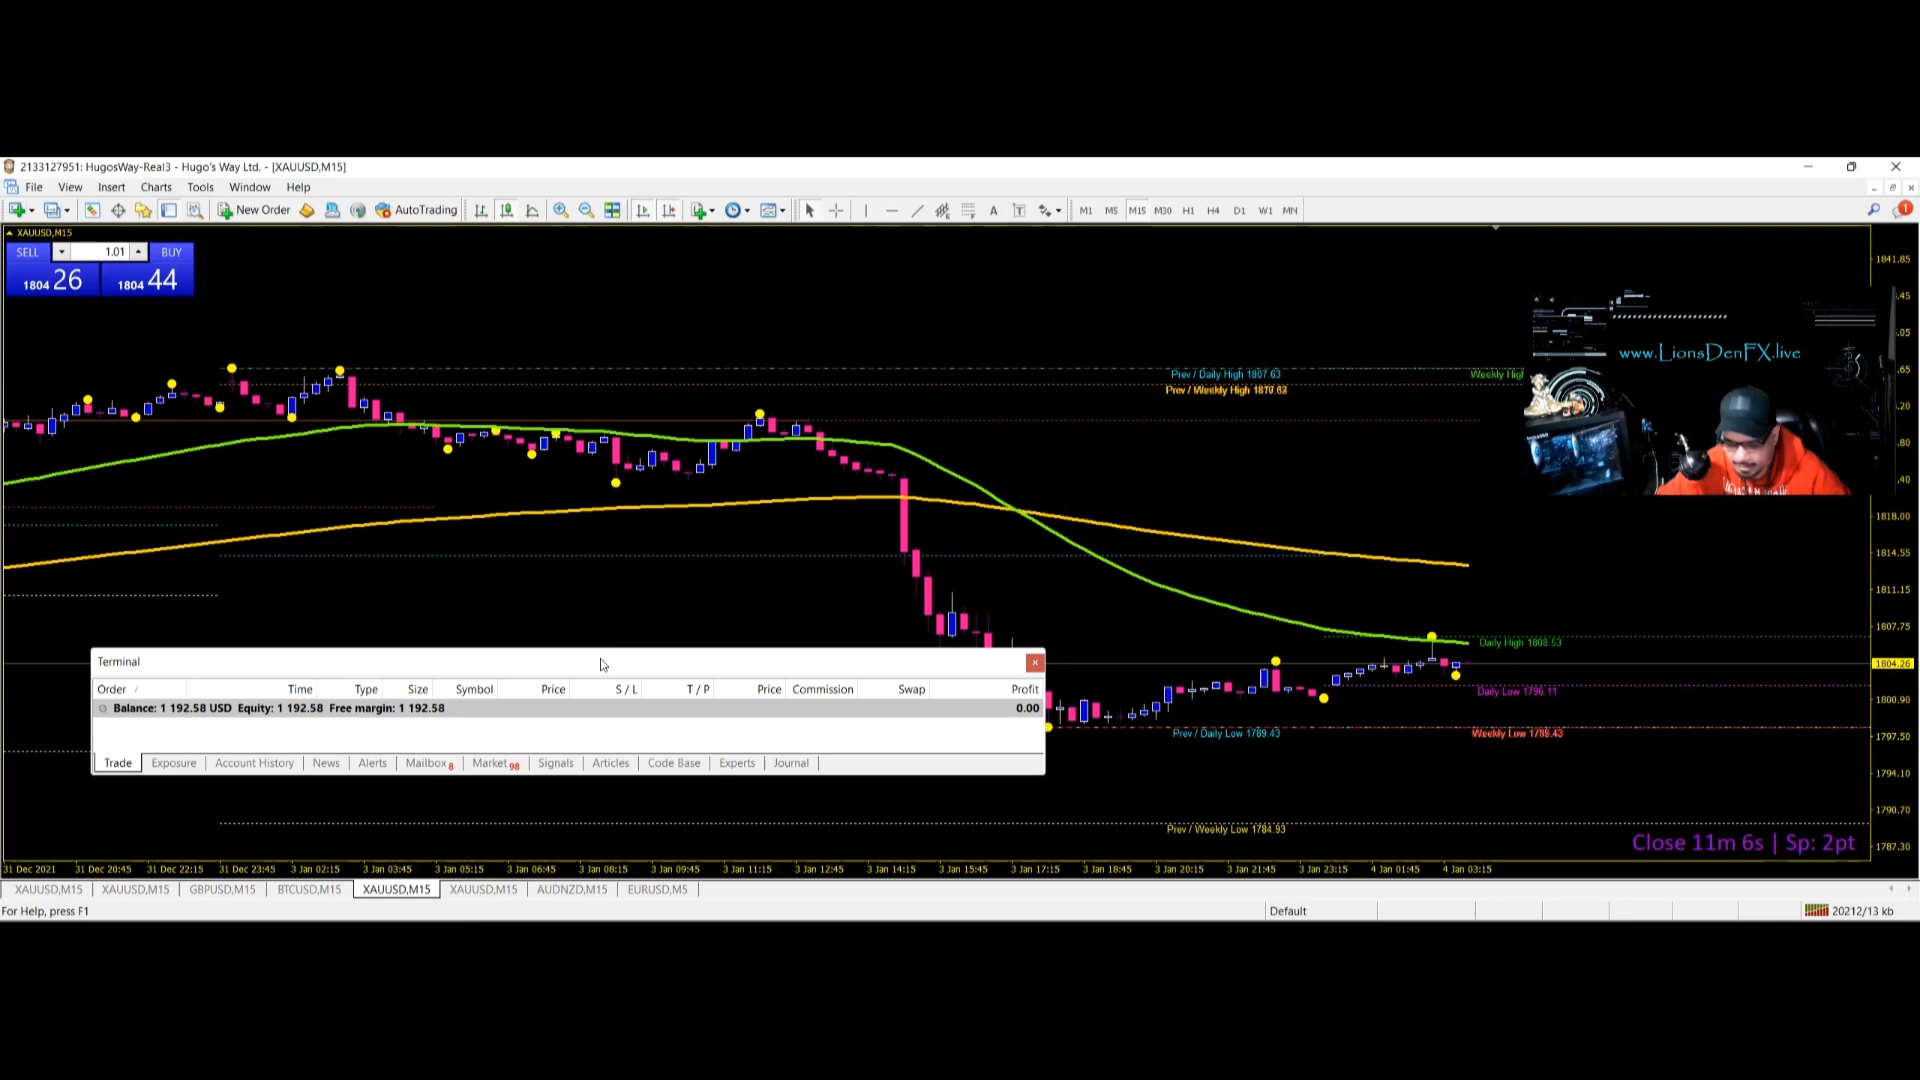 2133127951: HugosWay-Real3 - Hugo's Way Ltd. - [XAUUSD,M15]
File View Insert Charts Tools Window Help
New Order AutoTrading A T M1 M5 M15 M30 H1 H4 D1 W1 MN 1
XAUUSD,M15
SELL 1.01 BUY
1804 26 1804 44
1841.85
.45
.05
www.LionsDenFX.live
Prev / Daily High 1807.63
Weekly High
.65
Prev / Weekly High
.20
.80
.40
1818.00
1814.55
1811.15
1807.75
Daily High 1808.53
1804.26
Daily Low 1796.11
1800.90
Prev / Daily Low 1789.43
Weekly Low 1789.43
1797.50
1794.10
1790.70
Prev / Weekly Low 1784.93
Close 11m 6s | Sp: 2pt
1787.30
Terminal
Order / Time Type Size Symbol Price S / L T / P Price Commission Swap Profit
Balance: 1 192.58 USD Equity: 1 192.58 Free margin: 1 192.58 0.00
Trade Exposure Account History News Alerts Mailbox 8 Market 98 Signals Articles Code Base Experts Journal
31 Dec 2021 31 Dec 20:45 31 Dec 22:15 31 Dec 23:45 3 Jan 02:15 3 Jan 03:45 3 Jan 05:15 3 Jan 06:45 3 Jan 08:15 3 Jan 09:45 3 Jan 11:15 3 Jan 12:45 3 Jan 14:15 3 Jan 15:45 3 Jan 17:15 3 Jan 18:45 3 Jan 20:15 3 Jan 21:45 3 Jan 23:15 4 Jan 01:45 4 Jan 03:15
XAUUSD,M15 XAUUSD,M15 GBPUSD,M15 BTCUSD,M15 XAUUSD,M15 XAUUSD,M15 AUDNZD,M15 EURUSD,M5
For Help, press F1 Default 20212/13 kb